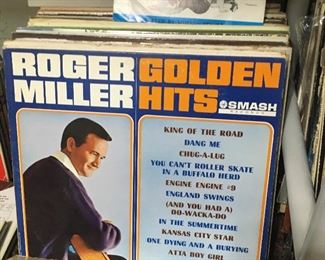 ROGER MILLER
GOLDEN HITS
SMASH
RECORDS
KING OF THE ROAD
DANG ME
CHUG-A-LUG
YOU CAN'T ROLLER SKATE
IN A BUFFALO HERD
ENGINE ENGINE #9
ENGLAND SWINGS
(AND YOU HAD A)
DO-WACKA-DO
IN THE SUMMERTIME
KANSAS CITY STAR
ONE DYING AND A BURYING
ATTA BOY GIRL